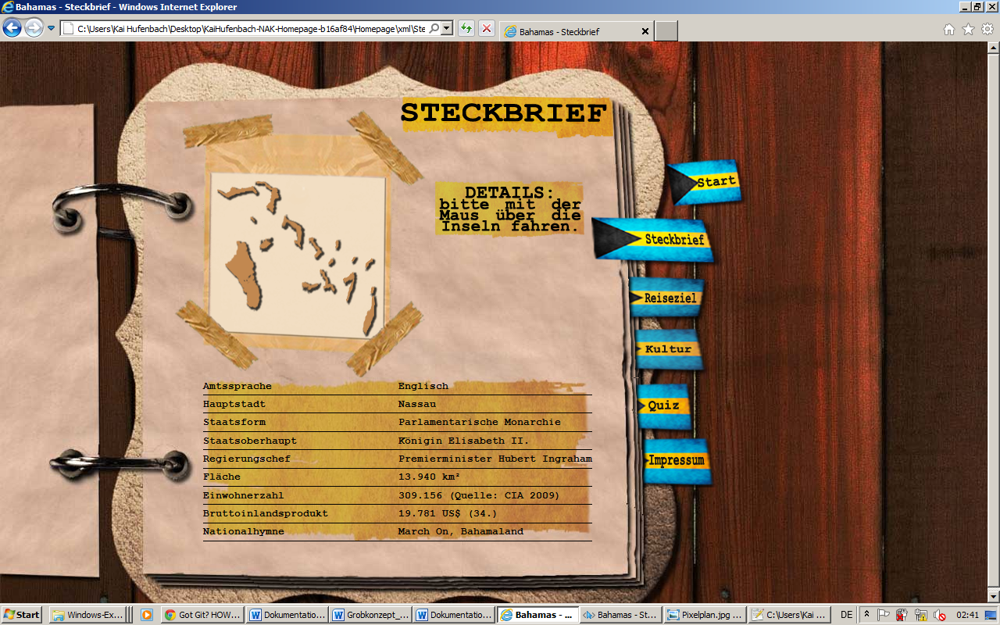 Bahamas - Steckbrief - Windows Internet Explorer
C:\Users\Kai Hufenbach\Desktop\KaiHufenbach-NAK-Homepage-b16af84\Homepage\xml\Ste
Bahamas - Steckbrief
STECKBRIEF
DETAILS:
bitte mit der
Maus über die
Inseln fahren.
Start
Steckbrief
Reiseziel
Kultur
Quiz
Impressum
Amtssprache Englisch
Hauptstadt Nassau
Staatsform Parlamentarische Monarchie
Staatsoberhaupt Königin Elisabeth II.
Regierungschef Premierminister Hubert Ingraham
Fläche 13.940 km²
Einwohnerzahl 309.156 (Quelle: CIA 2009)
Bruttoinlandsprodukt 19.781 US$ (34.)
Nationalhymne March On, Bahamaland
Start Windows-Ex... Got Git? HOW... Dokumentatio... Grobkonzept_... Dokumentatio... Bahamas - ... Bahamas - St... Pixelplan.jpg ... C:\Users\Kai ... DE 02:41